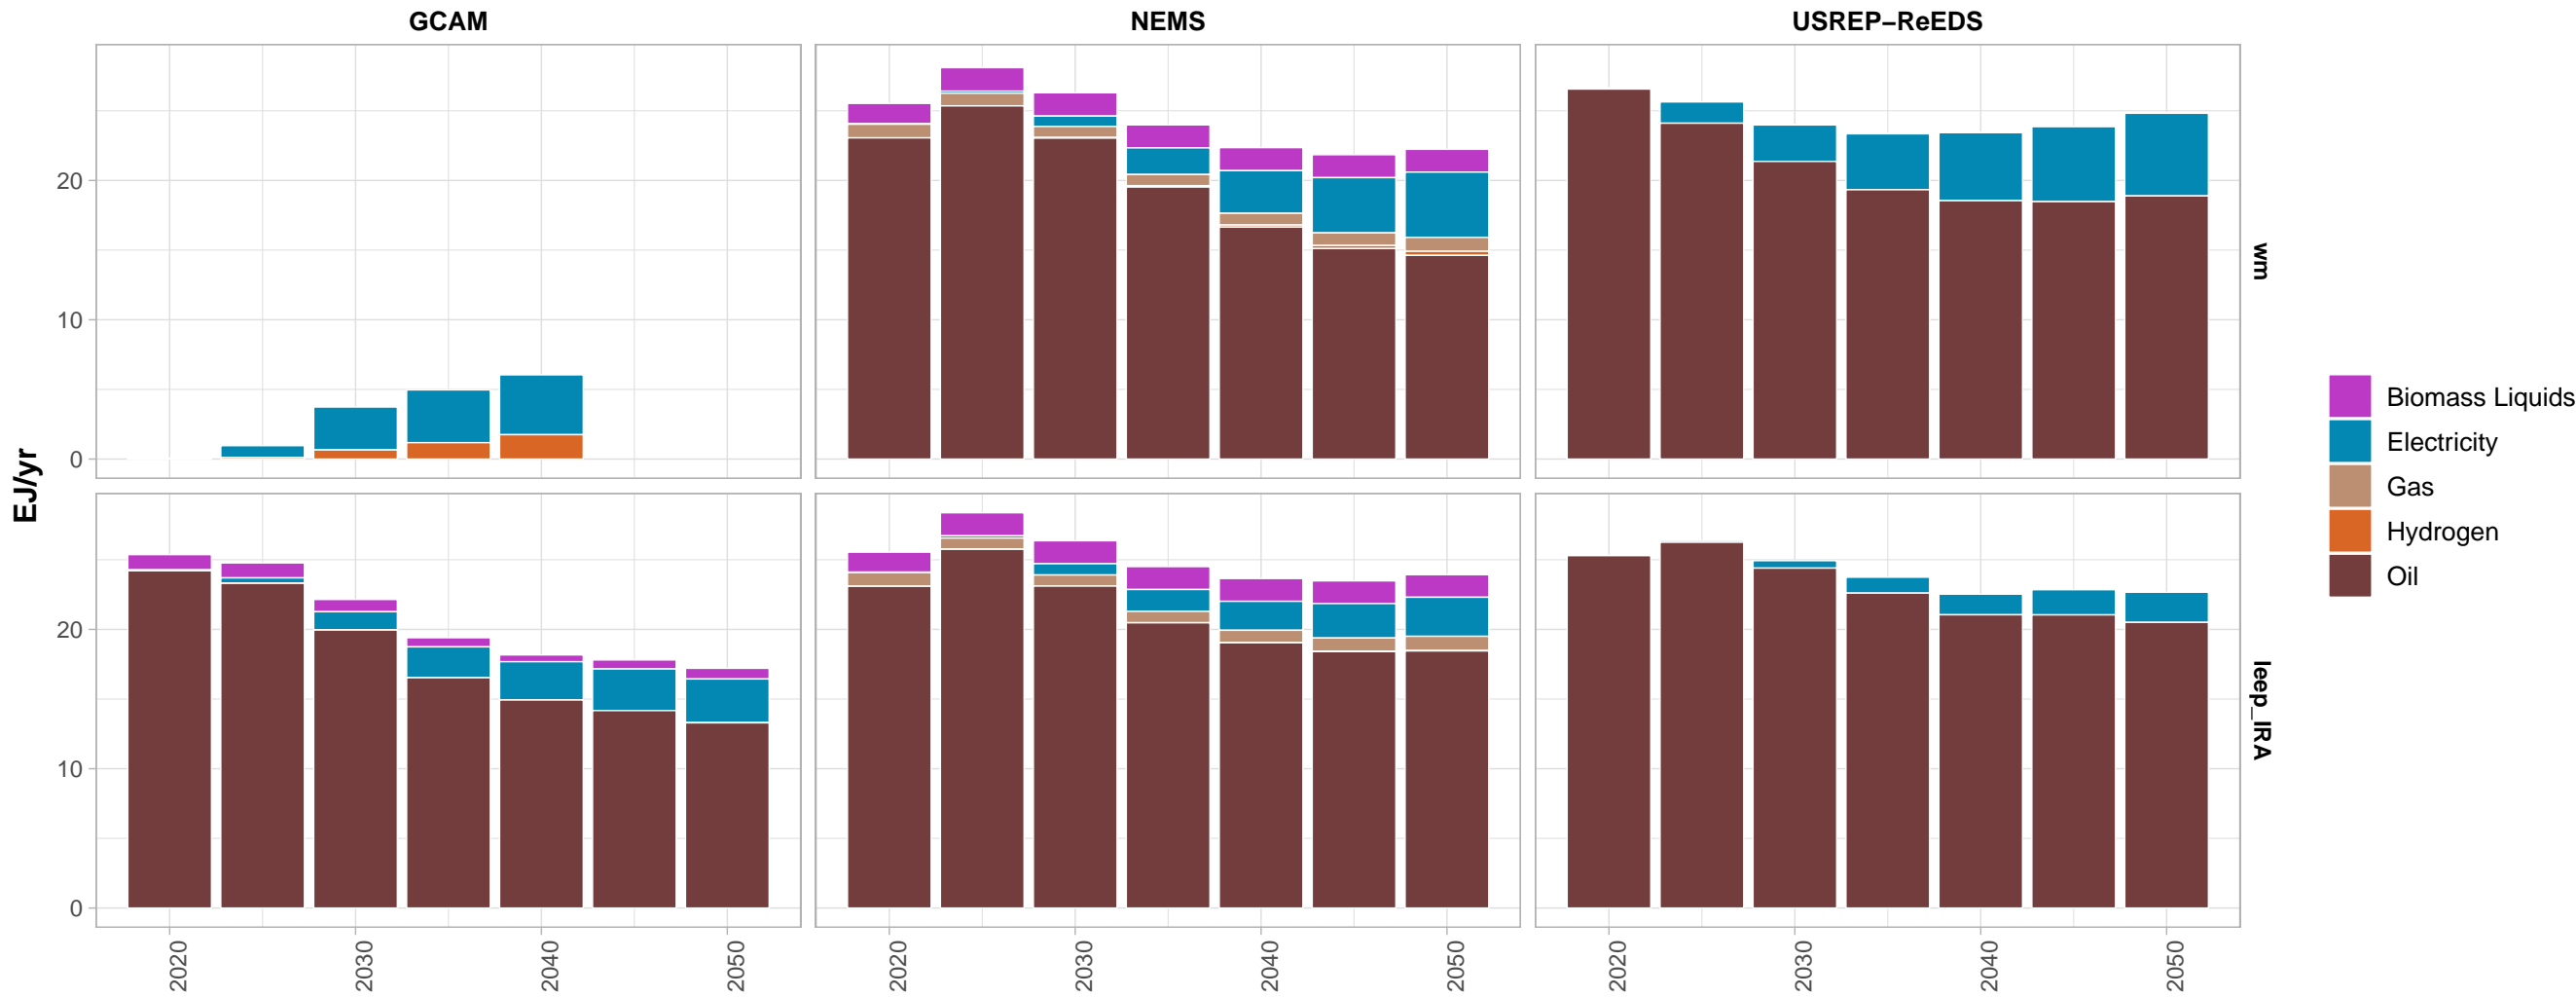 GCAM NEMS USREP−ReEDS
EJ/yr
20
10
0
wm
20
10
0
leep_IRA
2020 2030 2040 2050 2020 2030 2040 2050 2020 2030 2040 2050
Biomass Liquids
Electricity
Gas
Hydrogen
Oil